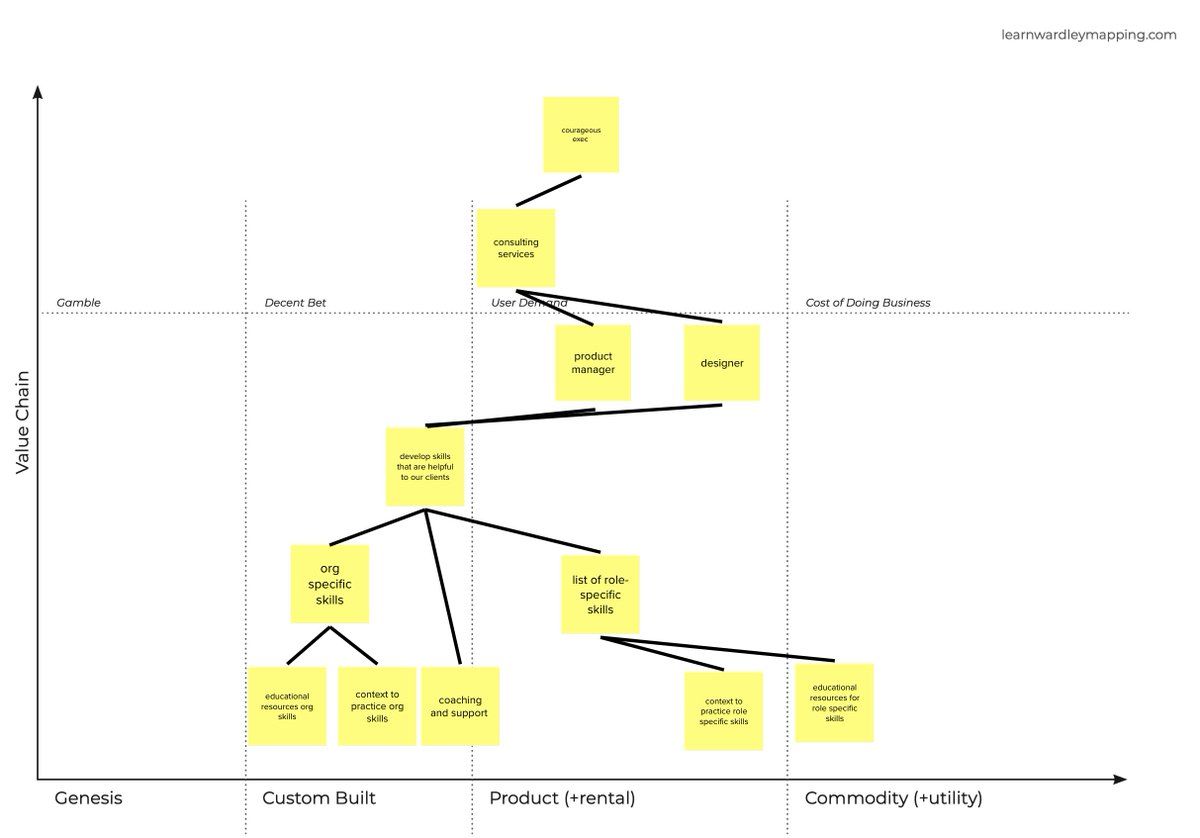 learnwardleymapping.com
courageous
exec
consulting
services
Gamble
Decent Bet
User Demand
Cost of Doing Business
product
manager
designer
Value Chain
develop skills
that are helpful
to our clients
org
specific
skills
list of role-
specific
skills
educational
resources org
skills
context to
practice org
skills
coaching
and support
context to
practice role
specific skills
educational
resources for
role specific
skills
Genesis
Custom Built
Product (+rental)
Commodity (+utility)